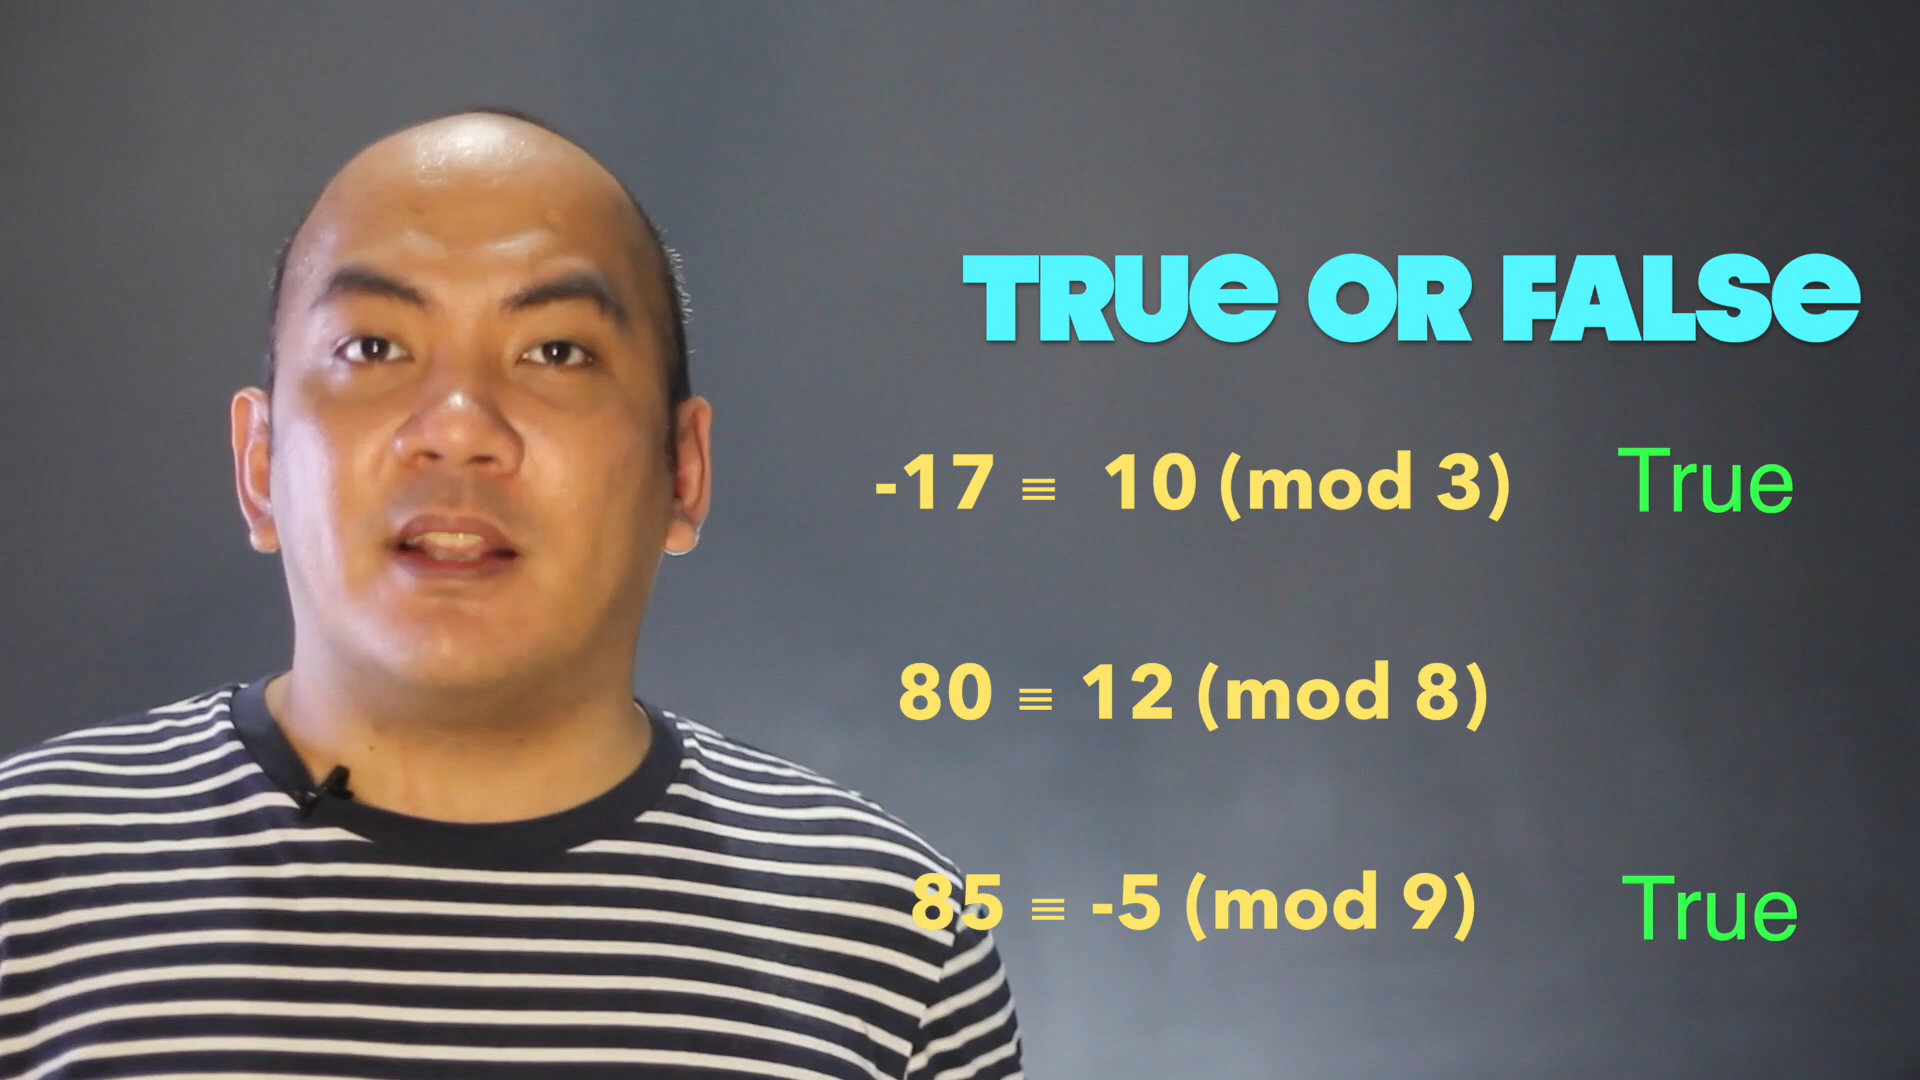 TRUe OR FALSe
-17 ≡ 10 (mod 3) True
80 ≡ 12 (mod 8)
85 ≡ -5 (mod 9) True